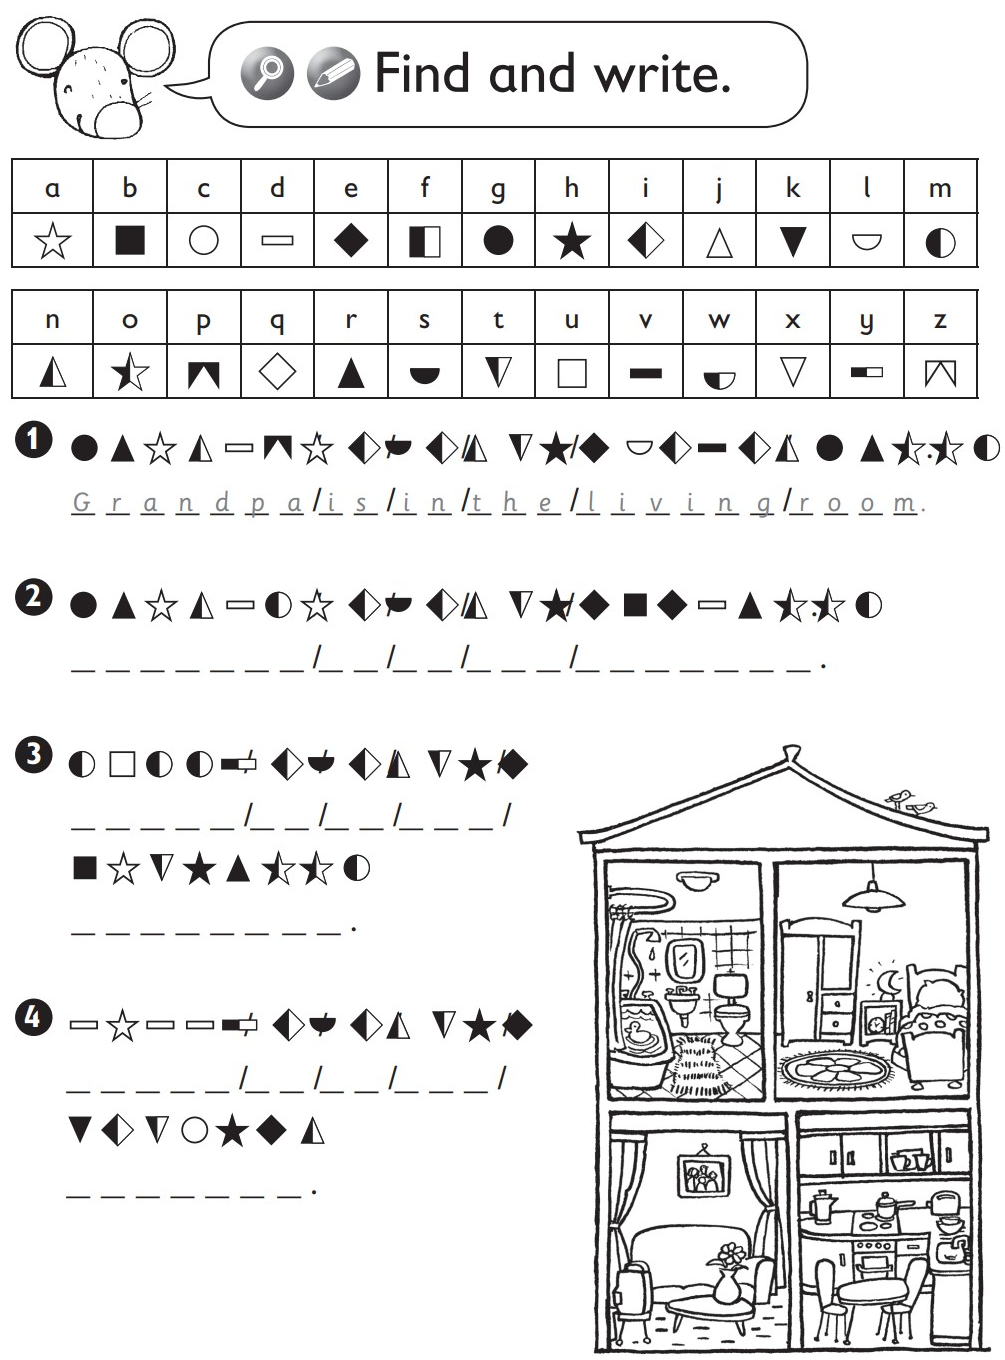 Find and write.
a b c d e f g h i j k l m
n o p q r s t u v w x y z
1
G r a n d p a / i s / i n / t h e / l i v i n g / r o o m .
2
_ _ _ _ _ _ _ / _ _ / _ _ / _ _ _ / _ _ _ _ _ _ _ .
3
_ _ _ _ _ / _ _ / _ _ / _ _ _ /
_ _ _ _ _ _ _ _ .
4
_ _ _ _ _ / _ _ / _ _ / _ _ _ /
_ _ _ _ _ _ _ .